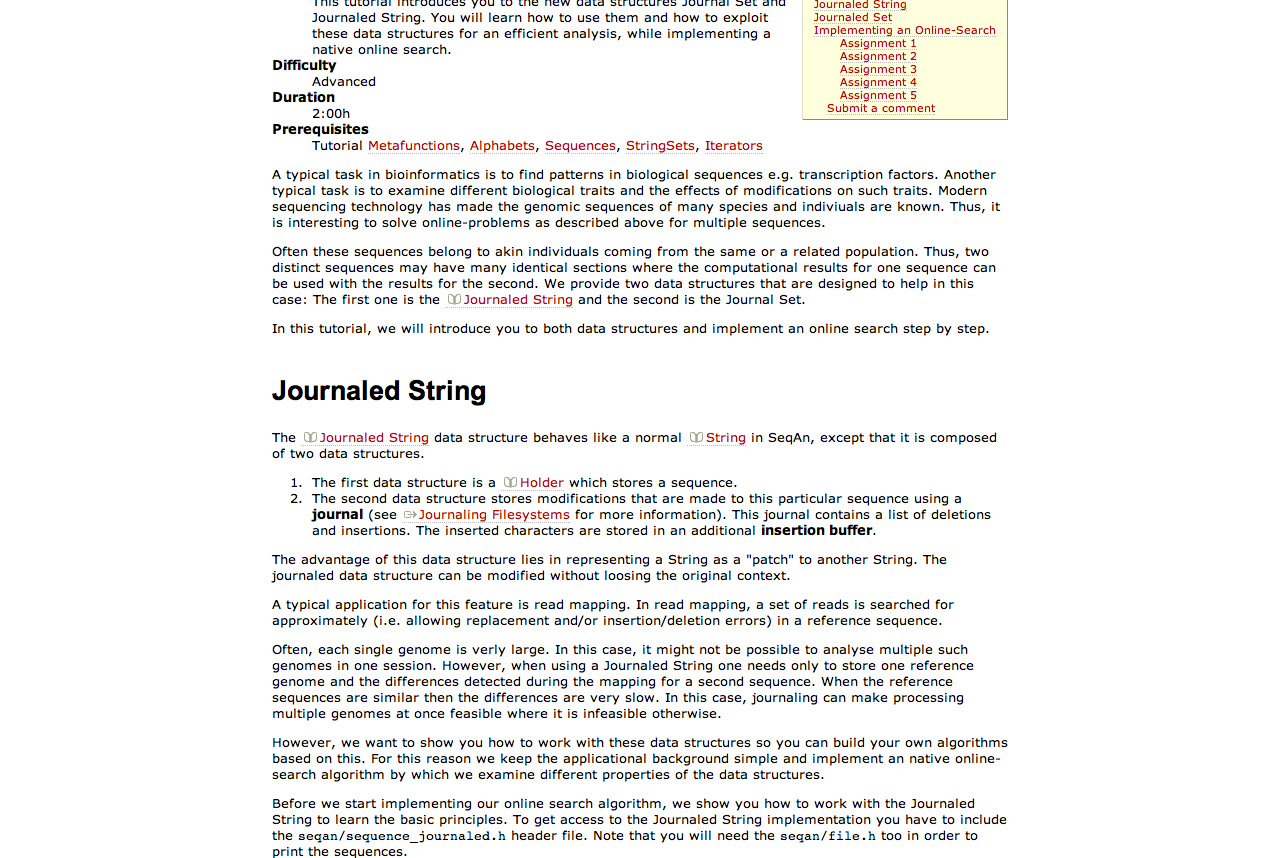 This tutorial introduces you to the new data structures Journal Set and
Journaled String. You will learn how to use them and how to exploit
these data structures for an efficient analysis, while implementing a
native online search.
Difficulty
Advanced
Duration
2:00h
Prerequisites
Tutorial Metafunctions, Alphabets, Sequences, StringSets, Iterators
Journaled String
Journaled Set
Implementing an Online-Search
Assignment 1
Assignment 2
Assignment 3
Assignment 4
Assignment 5
Submit a comment
A typical task in bioinformatics is to find patterns in biological sequences e.g. transcription factors. Another
typical task is to examine different biological traits and the effects of modifications on such traits. Modern
sequencing technology has made the genomic sequences of many species and indiviuals are known. Thus, it
is interesting to solve online-problems as described above for multiple sequences.
Often these sequences belong to akin individuals coming from the same or a related population. Thus, two
distinct sequences may have many identical sections where the computational results for one sequence can
be used with the results for the second. We provide two data structures that are designed to help in this
case: The first one is the Journaled String and the second is the Journal Set.
In this tutorial, we will introduce you to both data structures and implement an online search step by step.
Journaled String
The Journaled String data structure behaves like a normal String in SeqAn, except that it is composed
of two data structures.
1. The first data structure is a Holder which stores a sequence.
2. The second data structure stores modifications that are made to this particular sequence using a
journal (see Journaling Filesystems for more information). This journal contains a list of deletions
and insertions. The inserted characters are stored in an additional insertion buffer.
The advantage of this data structure lies in representing a String as a "patch" to another String. The
journaled data structure can be modified without loosing the original context.
A typical application for this feature is read mapping. In read mapping, a set of reads is searched for
approximately (i.e. allowing replacement and/or insertion/deletion errors) in a reference sequence.
Often, each single genome is verly large. In this case, it might not be possible to analyse multiple such
genomes in one session. However, when using a Journaled String one needs only to store one reference
genome and the differences detected during the mapping for a second sequence. When the reference
sequences are similar then the differences are very slow. In this case, journaling can make processing
multiple genomes at once feasible where it is infeasible otherwise.
However, we want to show you how to work with these data structures so you can build your own algorithms
based on this. For this reason we keep the applicational background simple and implement an native online-
search algorithm by which we examine different properties of the data structures.
Before we start implementing our online search algorithm, we show you how to work with the Journaled
String to learn the basic principles. To get access to the Journaled String implementation you have to include
the seqan/sequence_journaled.h header file. Note that you will need the seqan/file.h too in order to
print the sequences.